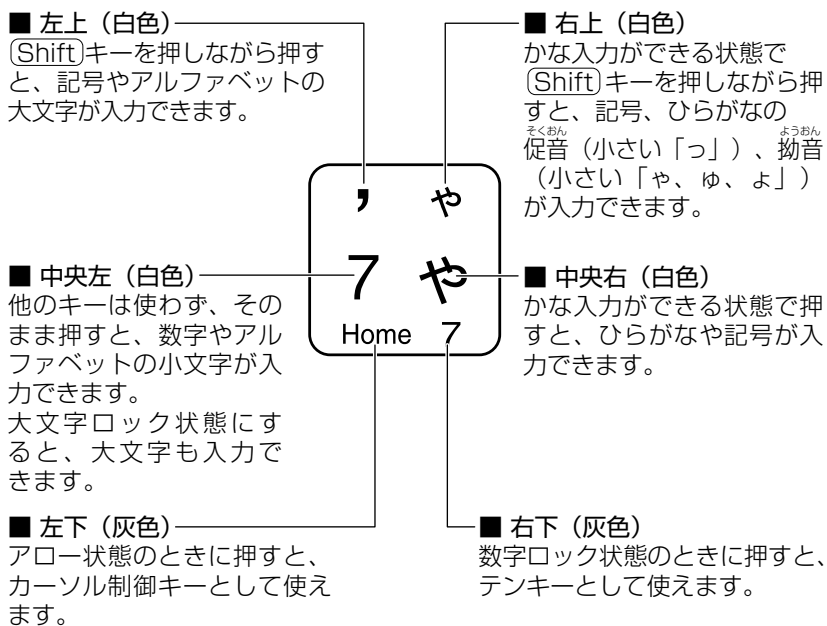 ■ 左上（白色）
Shiftキーを押しながら押す
と、記号やアルファベットの
大文字が入力できます。
■ 右上（白色）
かな入力ができる状態で
Shiftキーを押しながら押
すと、記号、ひらがなの
そくおん ようおん
促音（小さい「っ」）、拗音
（小さい「ゃ、ゅ、ょ」）
が入力できます。
' ゃ
7 や
Home 7
■ 中央左（白色）
他のキーは使わず、その
まま押すと、数字やアル
ファベットの小文字が入
力できます。
大文字ロック状態にす
ると、大文字も入力で
きます。
■ 中央右（白色）
かな入力ができる状態で押
すと、ひらがなや記号が入
力できます。
■ 左下（灰色）
アロー状態のときに押すと、
カーソル制御キーとして使え
ます。
■ 右下（灰色）
数字ロック状態のときに押すと、
テンキーとして使えます。